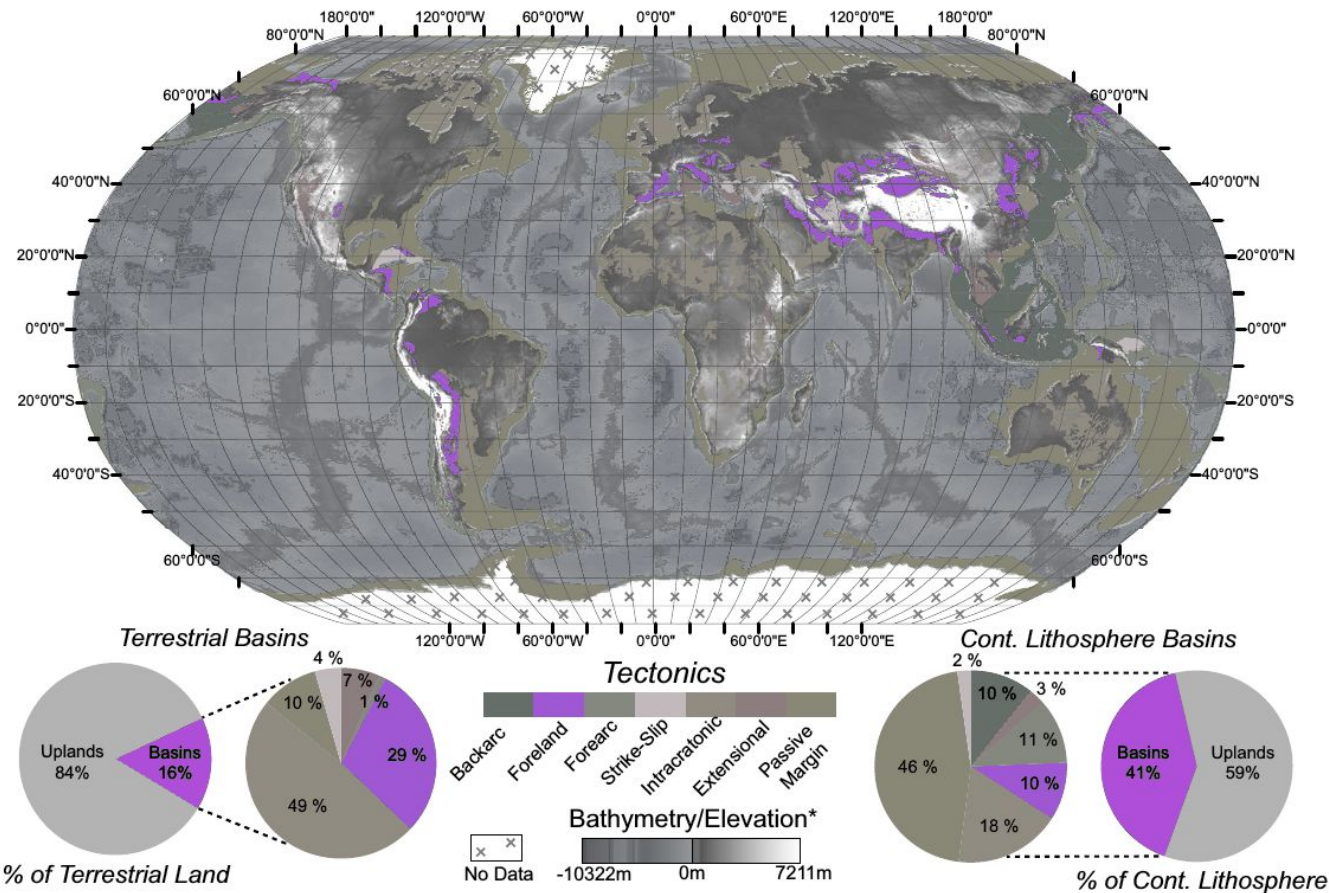 180°0'0" 120°0'0"W 60°0'0"W 0°0'0" 60°0'0"E 120°0'0"E 180°0'0"
80°0'0"N 80°0'0"N
60°0'0"N 60°0'0"N
40°0'0"N 40°0'0"N
20°0'0"N 20°0'0"N
0°0'0" 0°0'0"
20°0'0"S 20°0'0"S
40°0'0"S 40°0'0"S
60°0'0"S 60°0'0"S
120°0'0"W 60°0'0"W 0°0'0" 60°0'0"E 120°0'0"E
Terrestrial Basins
Uplands
84%
Basins
16%
4 %
7 %
1 %
10 %
29 %
49 %
% of Terrestrial Land
Tectonics
Backarc
Foreland
Forearc
Strike-Slip
Intracratonic
Extensional
Passive
Margin
No Data
Bathymetry/Elevation*
-10322m 0m 7211m
Cont. Lithosphere Basins
2 %
10 %
3 %
11 %
46 %
10 %
18 %
Basins
41%
Uplands
59%
% of Cont. Lithosphere